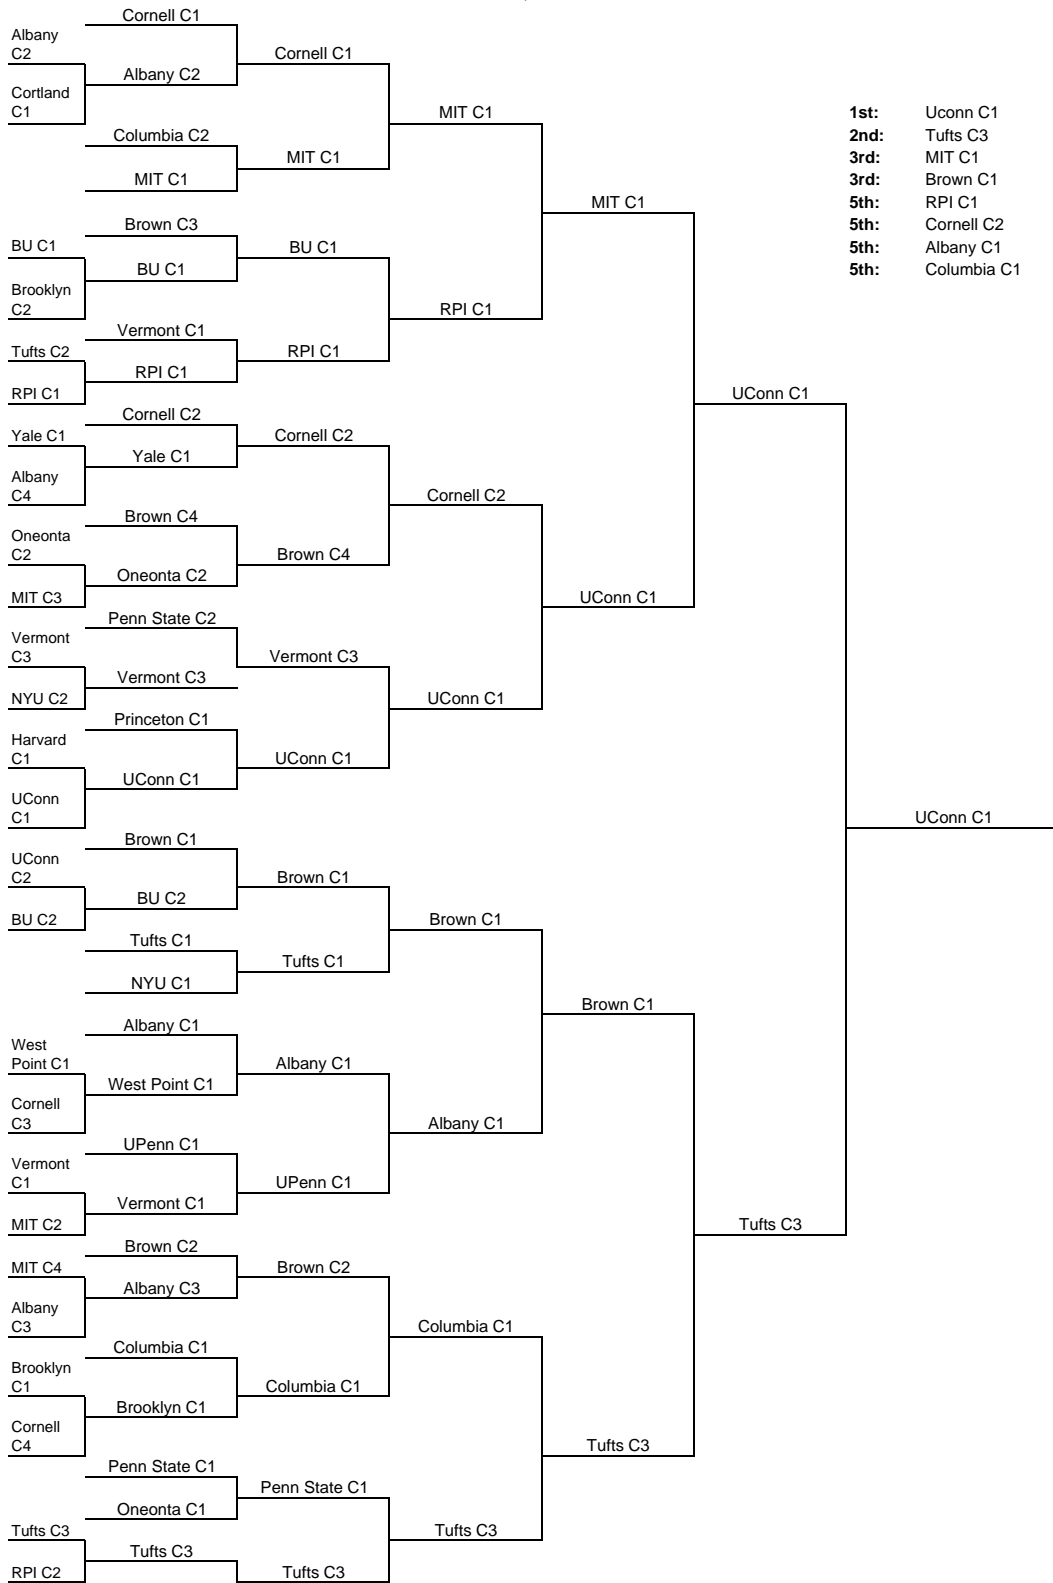 Cornell C1
Albany
C2
Cornell C1
Albany C2
Cortland
C1
MIT C1
Columbia C2
MIT C1
MIT C1
MIT C1
Brown C3
BU C1
BU C1
BU C1
Brooklyn
C2
RPI C1
Vermont C1
Tufts C2
RPI C1
RPI C1
RPI C1
UConn C1
Cornell C2
Yale C1
Cornell C2
Yale C1
Albany
C4
Cornell C2
Brown C4
Oneonta
C2
Brown C4
Oneonta C2
MIT C3
UConn C1
Penn State C2
Vermont
C3
Vermont C3
Vermont C3
NYU C2
UConn C1
Princeton C1
Harvard
C1
UConn C1
UConn C1
UConn
C1
UConn C1
Brown C1
UConn
C2
Brown C1
BU C2
BU C2
Brown C1
Tufts C1
Tufts C1
NYU C1
Brown C1
Albany C1
West
Point C1
Albany C1
West Point C1
Cornell
C3
Albany C1
UPenn C1
Vermont
C1
UPenn C1
Vermont C1
MIT C2
Tufts C3
Brown C2
MIT C4
Brown C2
Albany C3
Albany
C3
Columbia C1
Columbia C1
Brooklyn
C1
Columbia C1
Brooklyn C1
Cornell
C4
Tufts C3
Penn State C1
Penn State C1
Oneonta C1
Tufts C3
Tufts C3
Tufts C3
RPI C2
Tufts C3
1st: Uconn C1
2nd: Tufts C3
3rd: MIT C1
3rd: Brown C1
5th: RPI C1
5th: Cornell C2
5th: Albany C1
5th: Columbia C1